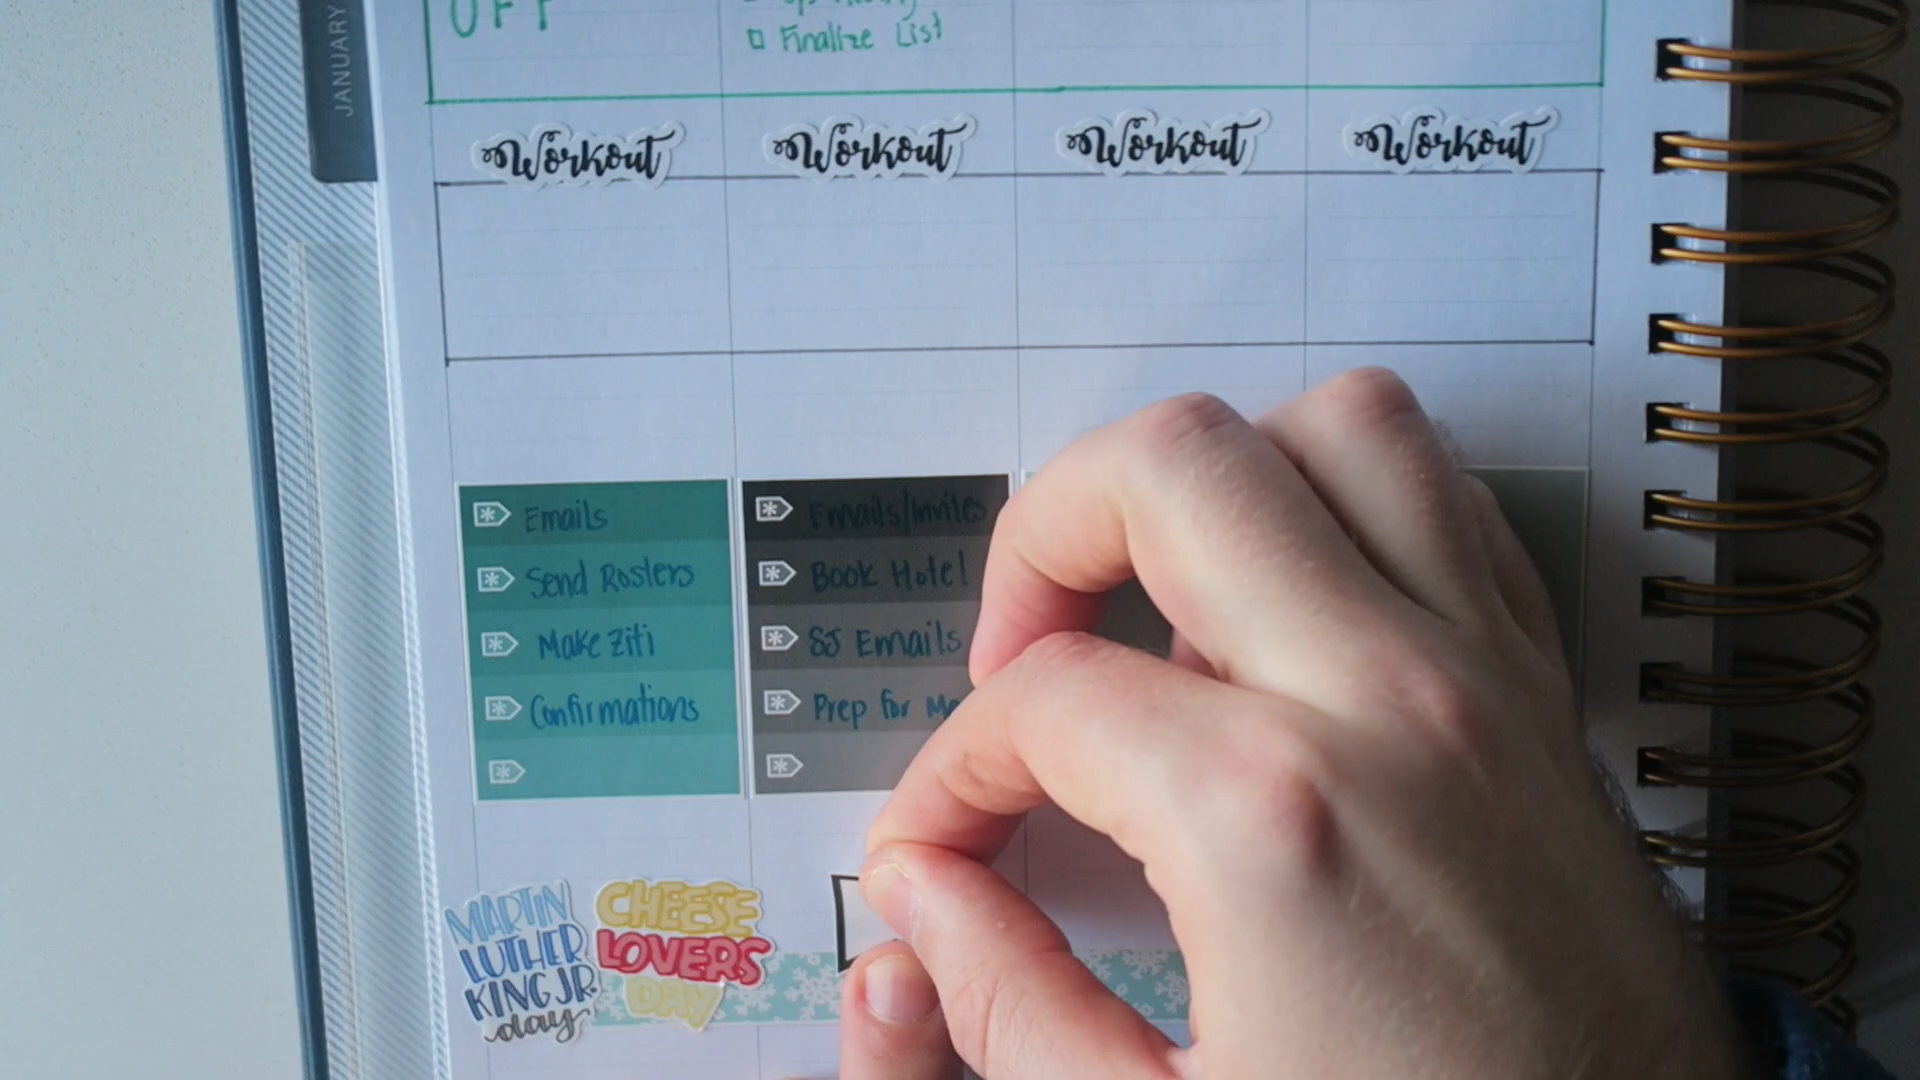 JANUARY
OFF
Finalize List
Workout
Workout
Workout
Workout
Emails
Send Rosters
Make Ziti
Confirmations
Emails/Invites
Book Hotel
SJ Emails
Prep for
MARTIN
LUTHER
KING JR.
day
CHEESE
LOVERS
DAY